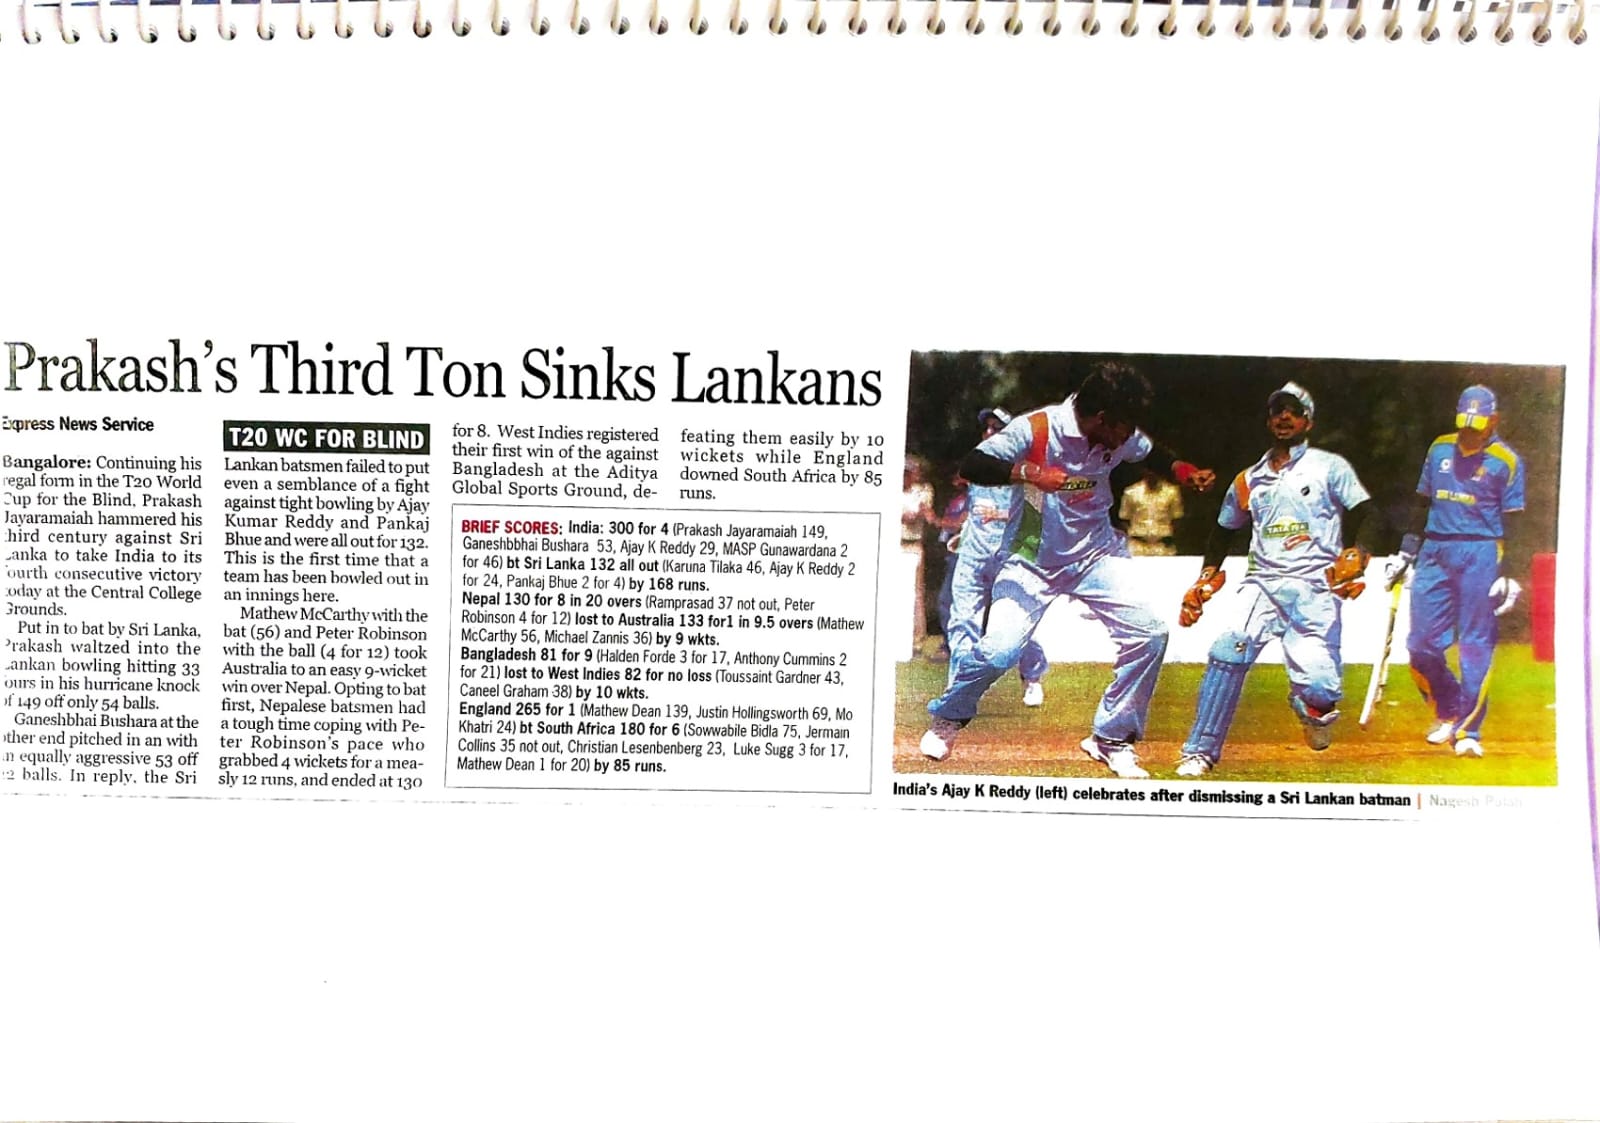 Prakash's Third Ton Sinks Lankans
Express News Service
T20 WC FOR BLIND
Bangalore: Continuing his
regal form in the T20 World
Cup for the Blind, Prakash
Jayaramaiah hammered his
third century against Sri
Lanka to take India to its
fourth consecutive victory
today at the Central College
Grounds.
Put in to bat by Sri Lanka,
Prakash waltzed into the
Lankan bowling hitting 33
fours in his hurricane knock
of 149 off only 54 balls.
Ganeshbhai Bushara at the
other end pitched in an with
an equally aggressive 53 off
balls. In reply, the Sri
Lankan batsmen failed to put
even a semblance of a fight
against tight bowling by Ajay
Kumar Reddy and Pankaj
Bhue and were all out for 132.
This is the first time that a
team has been bowled out in
an innings here.
Mathew McCarthy with the
bat (56) and Peter Robinson
with the ball (4 for 12) took
Australia to an easy 9-wicket
win over Nepal. Opting to bat
first, Nepalese batsmen had
a tough time coping with Pe-
ter Robinson's pace who
grabbed 4 wickets for a mea-
sly 12 runs, and ended at 130
for 8. West Indies registered
their first win of the against
Bangladesh at the Aditya
Global Sports Ground, de-
feating them easily by 10
wickets while England
downed South Africa by 85
runs.
BRIEF SCORES: India: 300 for 4 (Prakash Jayaramaiah 149,
Ganeshbbhai Bushara 53, Ajay K Reddy 29, MASP Gunawardana 2
for 46) bt Sri Lanka 132 all out (Karuna Tilaka 46, Ajay K Reddy 2
for 24, Pankaj Bhue 2 for 4) by 168 runs.
Nepal 130 for 8 in 20 overs (Ramprasad 37 not out, Peter
Robinson 4 for 12) lost to Australia 133 for1 in 9.5 overs (Mathew
McCarthy 56, Michael Zannis 36) by 9 wkts.
Bangladesh 81 for 9 (Halden Forde 3 for 17, Anthony Cummins 2
for 21) lost to West Indies 82 for no loss (Toussaint Gardner 43,
Caneel Graham 38) by 10 wkts.
England 265 for 1 (Mathew Dean 139, Justin Hollingsworth 69, Mo
Khatri 24) bt South Africa 180 for 6 (Sowwabile Bidla 75, Jermain
Collins 35 not out, Christian Lesenbenberg 23, Luke Sugg 3 for 17,
Mathew Dean 1 for 20) by 85 runs.
SRI LANKA
India's Ajay K Reddy (left) celebrates after dismissing a Sri Lankan batman | Nagesh